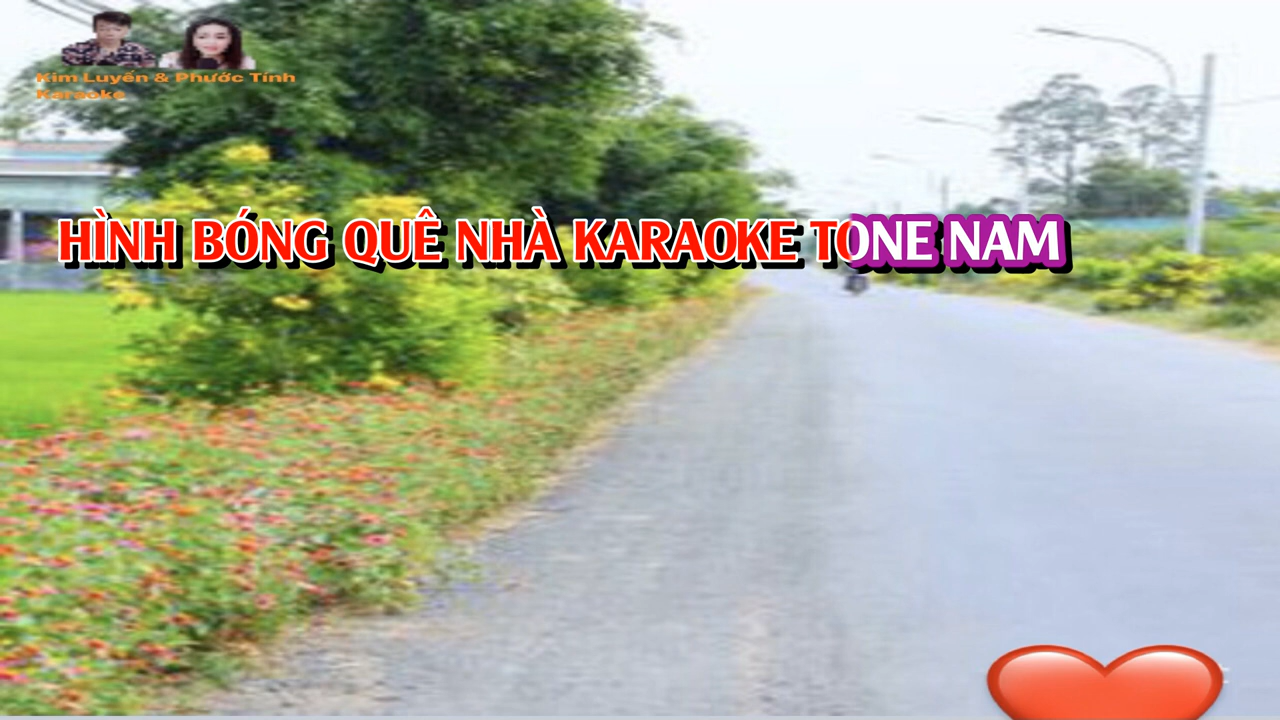 Kim Luyến & Phước Tính
Karaoke
HÌNH BÓNG QUÊ NHÀ KARAOKE TONE NAM